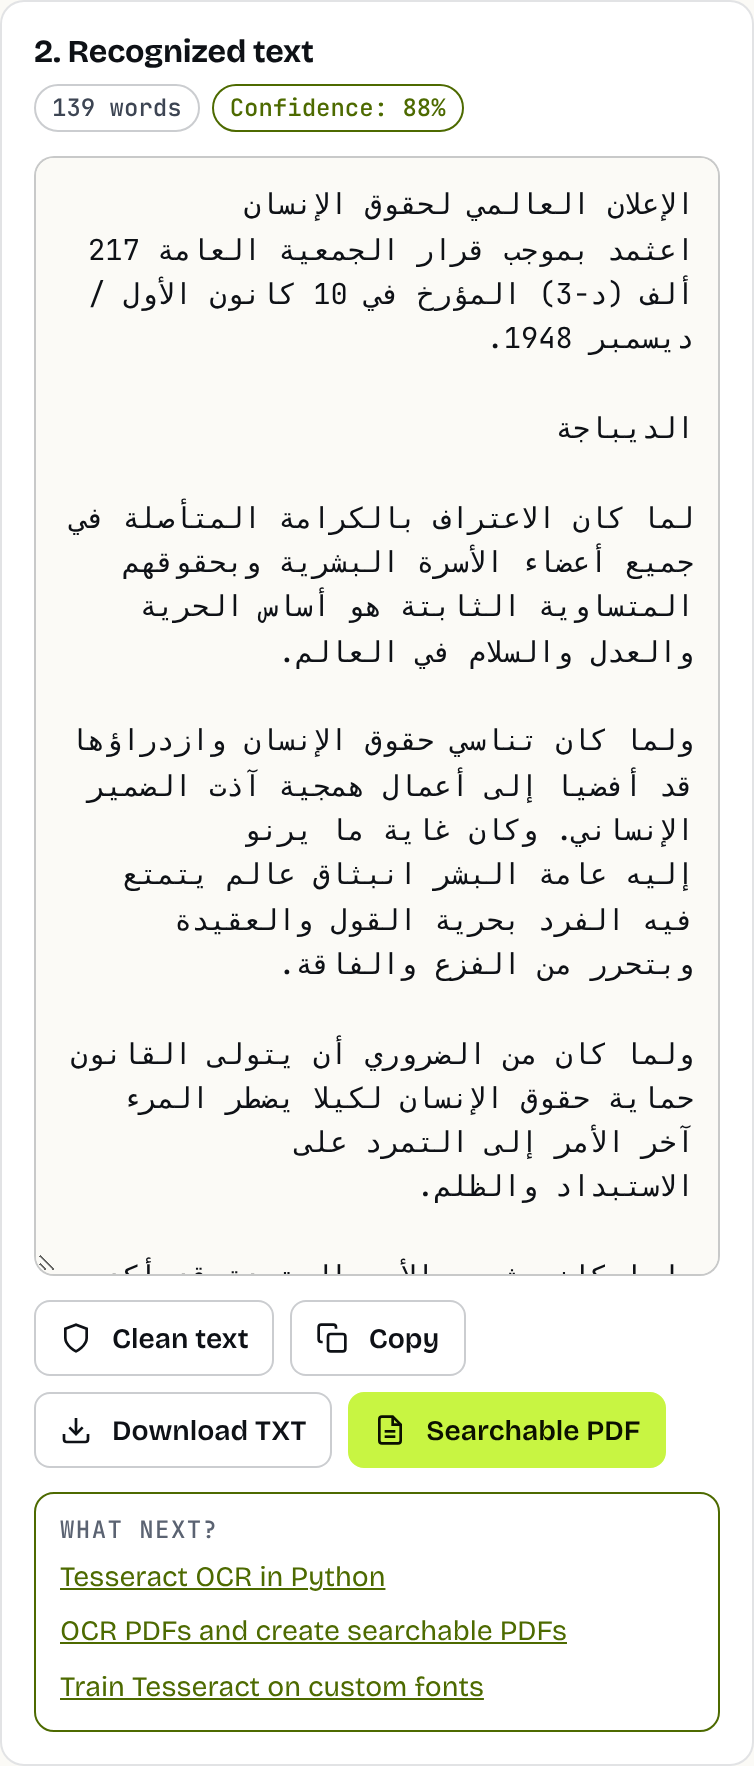 2. Recognized text
139 words
Confidence: 88%
الإعلان العالمي لحقوق الإنسان
اعثمد بموجب قرار الجمعية العامة 217
ألف (د-3) المؤرخ في 10 كانون الأول /
ديسمبر 1948.
الديباجة
لما كان الاعتراف بالكرامة المتأصلة في
جميع أعضاء الأسرة البشرية وبحقوقهم
المتساوية الثابتة هو أساس الحرية
والعدل والسلام في العالم.
ولما كان تناسي حقوق الإنسان وازدراؤها
قد أفضيا إلى أعمال همجية آذت الضمير
الإنساني. وكان غاية ما يرنو
إليه عامة البشر انبثاق عالم يتمتع
فيه الفرد بحرية القول والعقيدة
وبتحرر من الفزع والفاقة.
ولما كان من الضروري أن يتولى القانون
حماية حقوق الإنسان لكيلا يضطر المرء
آخر الأمر إلى التمرد على
الاستبداد والظلم.
Clean text
Copy
Download TXT
Searchable PDF
WHAT NEXT?
Tesseract OCR in Python
OCR PDFs and create searchable PDFs
Train Tesseract on custom fonts